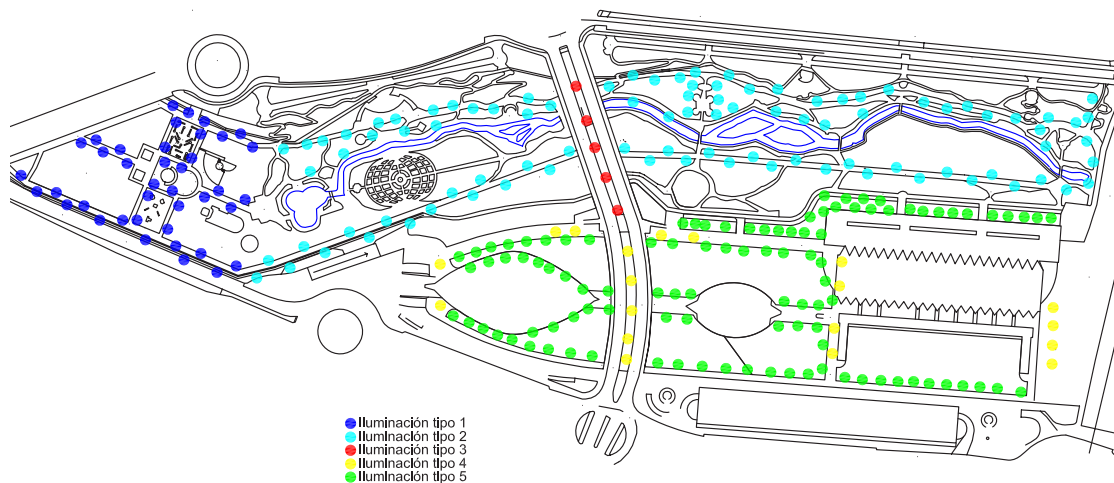 Iluminación tipo 1
Iluminación tipo 2
Iluminación tipo 3
Iluminación tipo 4
Iluminación tipo 5